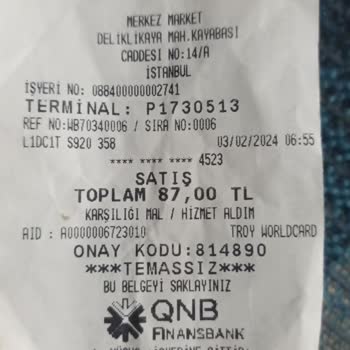 MERKEZ MARKET
DELİKLİKAYA MAH.KAYABASI
CADDESI NO:14/A
İSTANBUL
İŞYERİ NO: 088400000002741
TERMINAL: P1730513
REF NO:WB70340006 / SIRA NO:0006
L1DC1T S920 358 03/02/2024 06:55
**** **** **** 4523
SATIŞ
TOPLAM 87,00 TL
KARŞILIĞI MAL / HİZMET ALDIM
AID : A0000006723010 TROY WORLDCARD
ONAY KODU:814890
***TEMASSIZ***
BU BELGEYİ SAKLAYINIZ
QNB
FINANSBANK